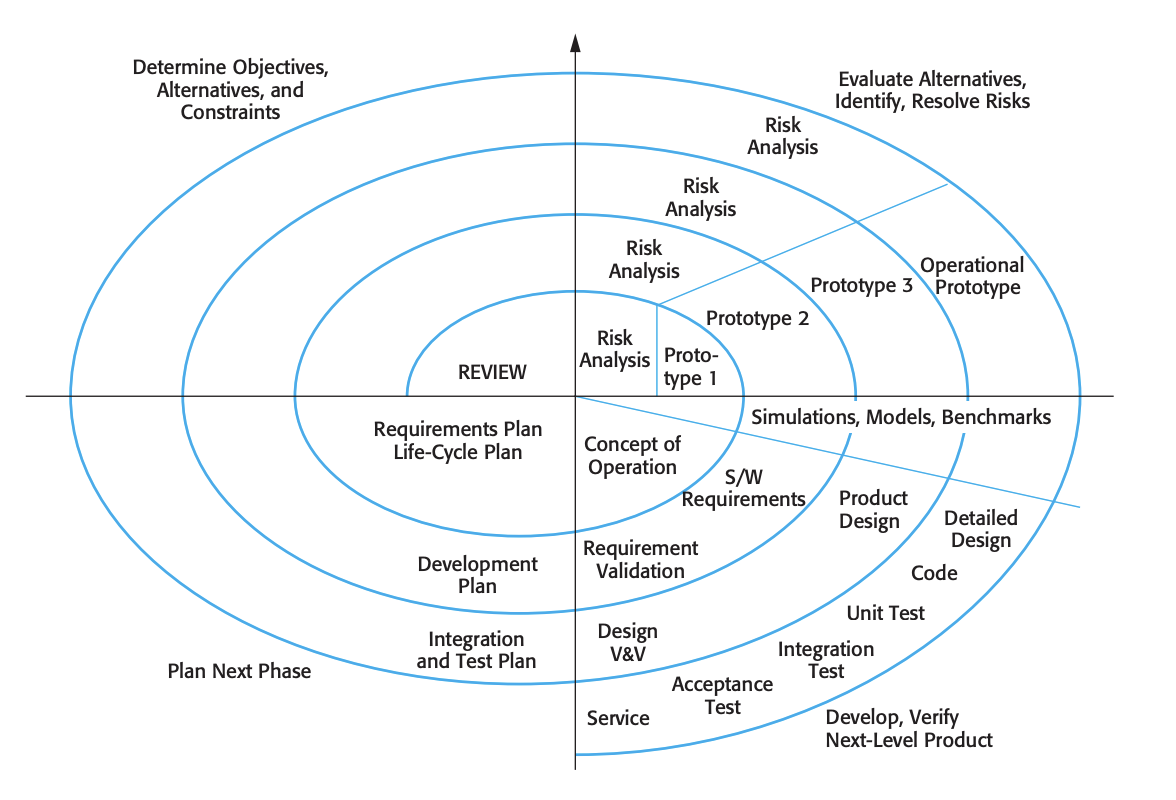 Determine Objectives,
Alternatives, and
Constraints
Evaluate Alternatives,
Identify, Resolve Risks
Risk
Analysis
Risk
Analysis
Risk
Analysis
Operational
Prototype
Prototype 3
Prototype 2
Risk
Analysis
Proto-
type 1
REVIEW
Simulations, Models, Benchmarks
Requirements Plan
Life-Cycle Plan
Concept of
Operation
S/W
Requirements
Product
Design
Detailed
Design
Development
Plan
Requirement
Validation
Code
Unit Test
Integration
and Test Plan
Design
V&V
Integration
Test
Plan Next Phase
Acceptance
Test
Service
Develop, Verify
Next-Level Product